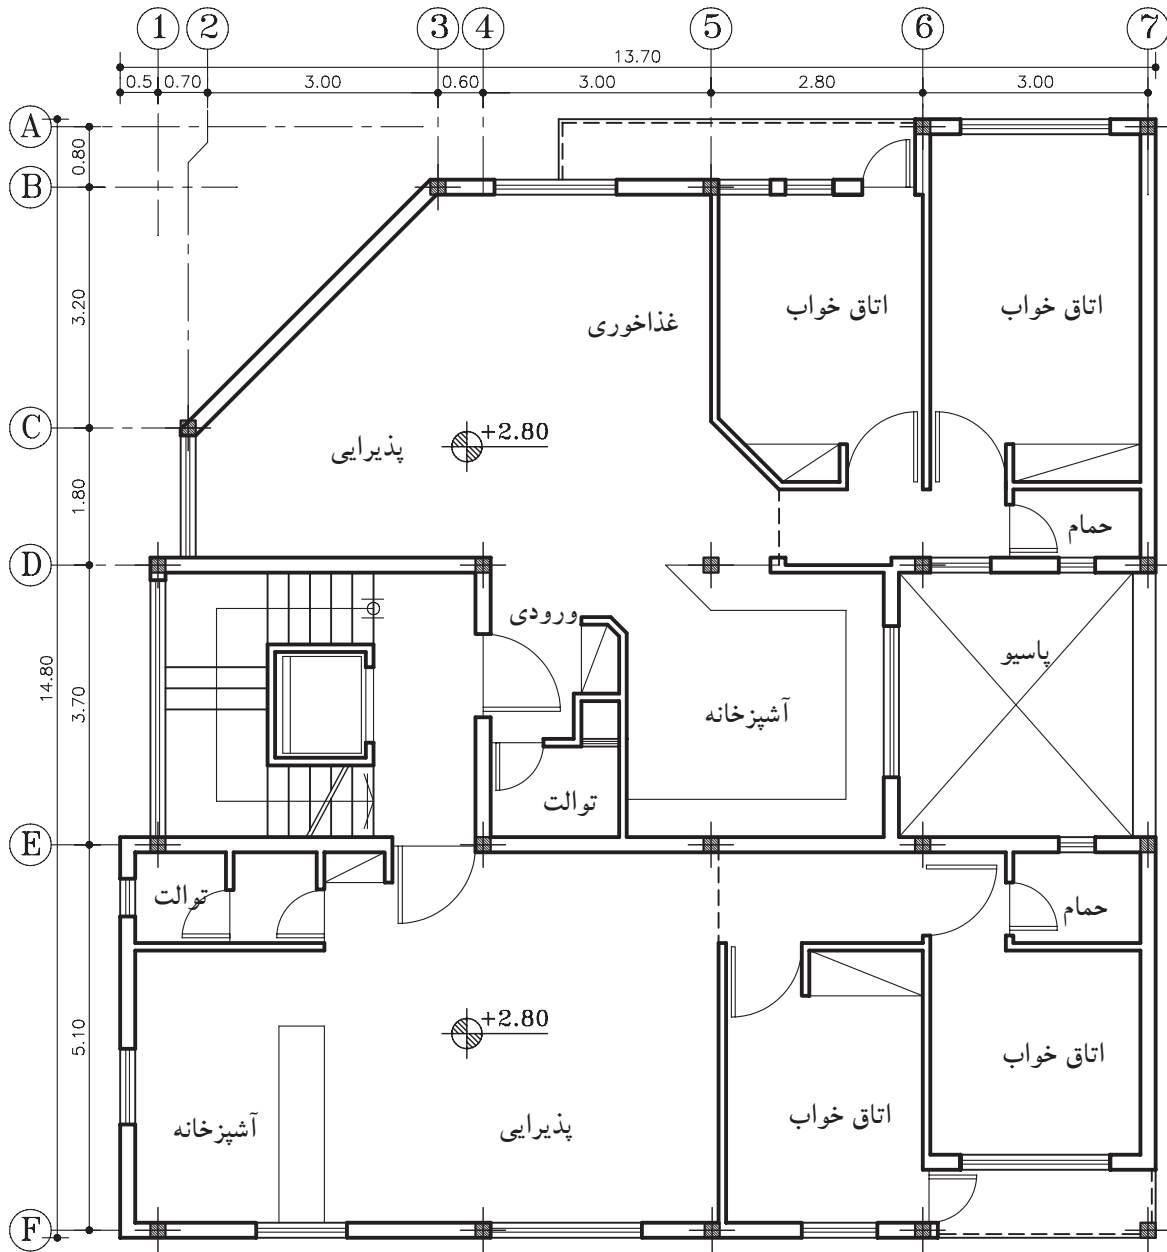 1 2 3 4 5 6 7
13.70
0.5 0.70 3.00 0.60 3.00 2.80 3.00
A
0.80
B
3.20
اتاق خواب
اتاق خواب
غذاخوری
C
پذیرایی
+2.80
1.80
حمام
D
ورودی
14.80
3.70
پاسیو
آشپزخانه
توالت
E
توالت
حمام
5.10
+2.80
اتاق خواب
اتاق خواب
پذیرایی
آشپزخانه
F